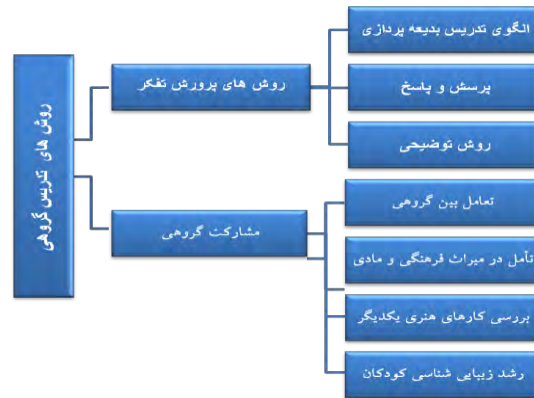 روش های تدریس گروهی
روش های پرورش تفکر
الگوی تدریس بدیعه پردازی
پرسش و پاسخ
روش توضیحی
مشارکت گروهی
تعامل بین گروهی
تأمل در میراث فرهنگی و مادی
بررسی کارهای هنری یکدیگر
رشد زیبایی شناسی کودکان